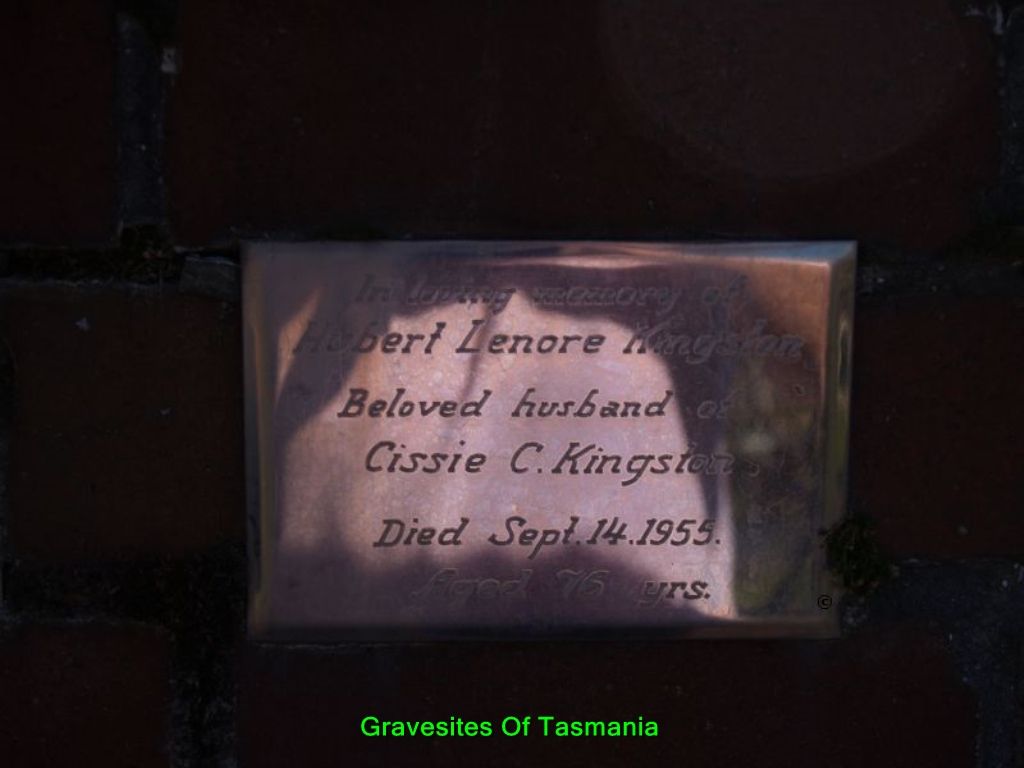 In loving memory of
Hubert Lenore Kingston
Beloved husband of
Cissie C. Kingston
Died Sept. 14. 1955.
Aged 76 yrs.
©
Gravesites Of Tasmania